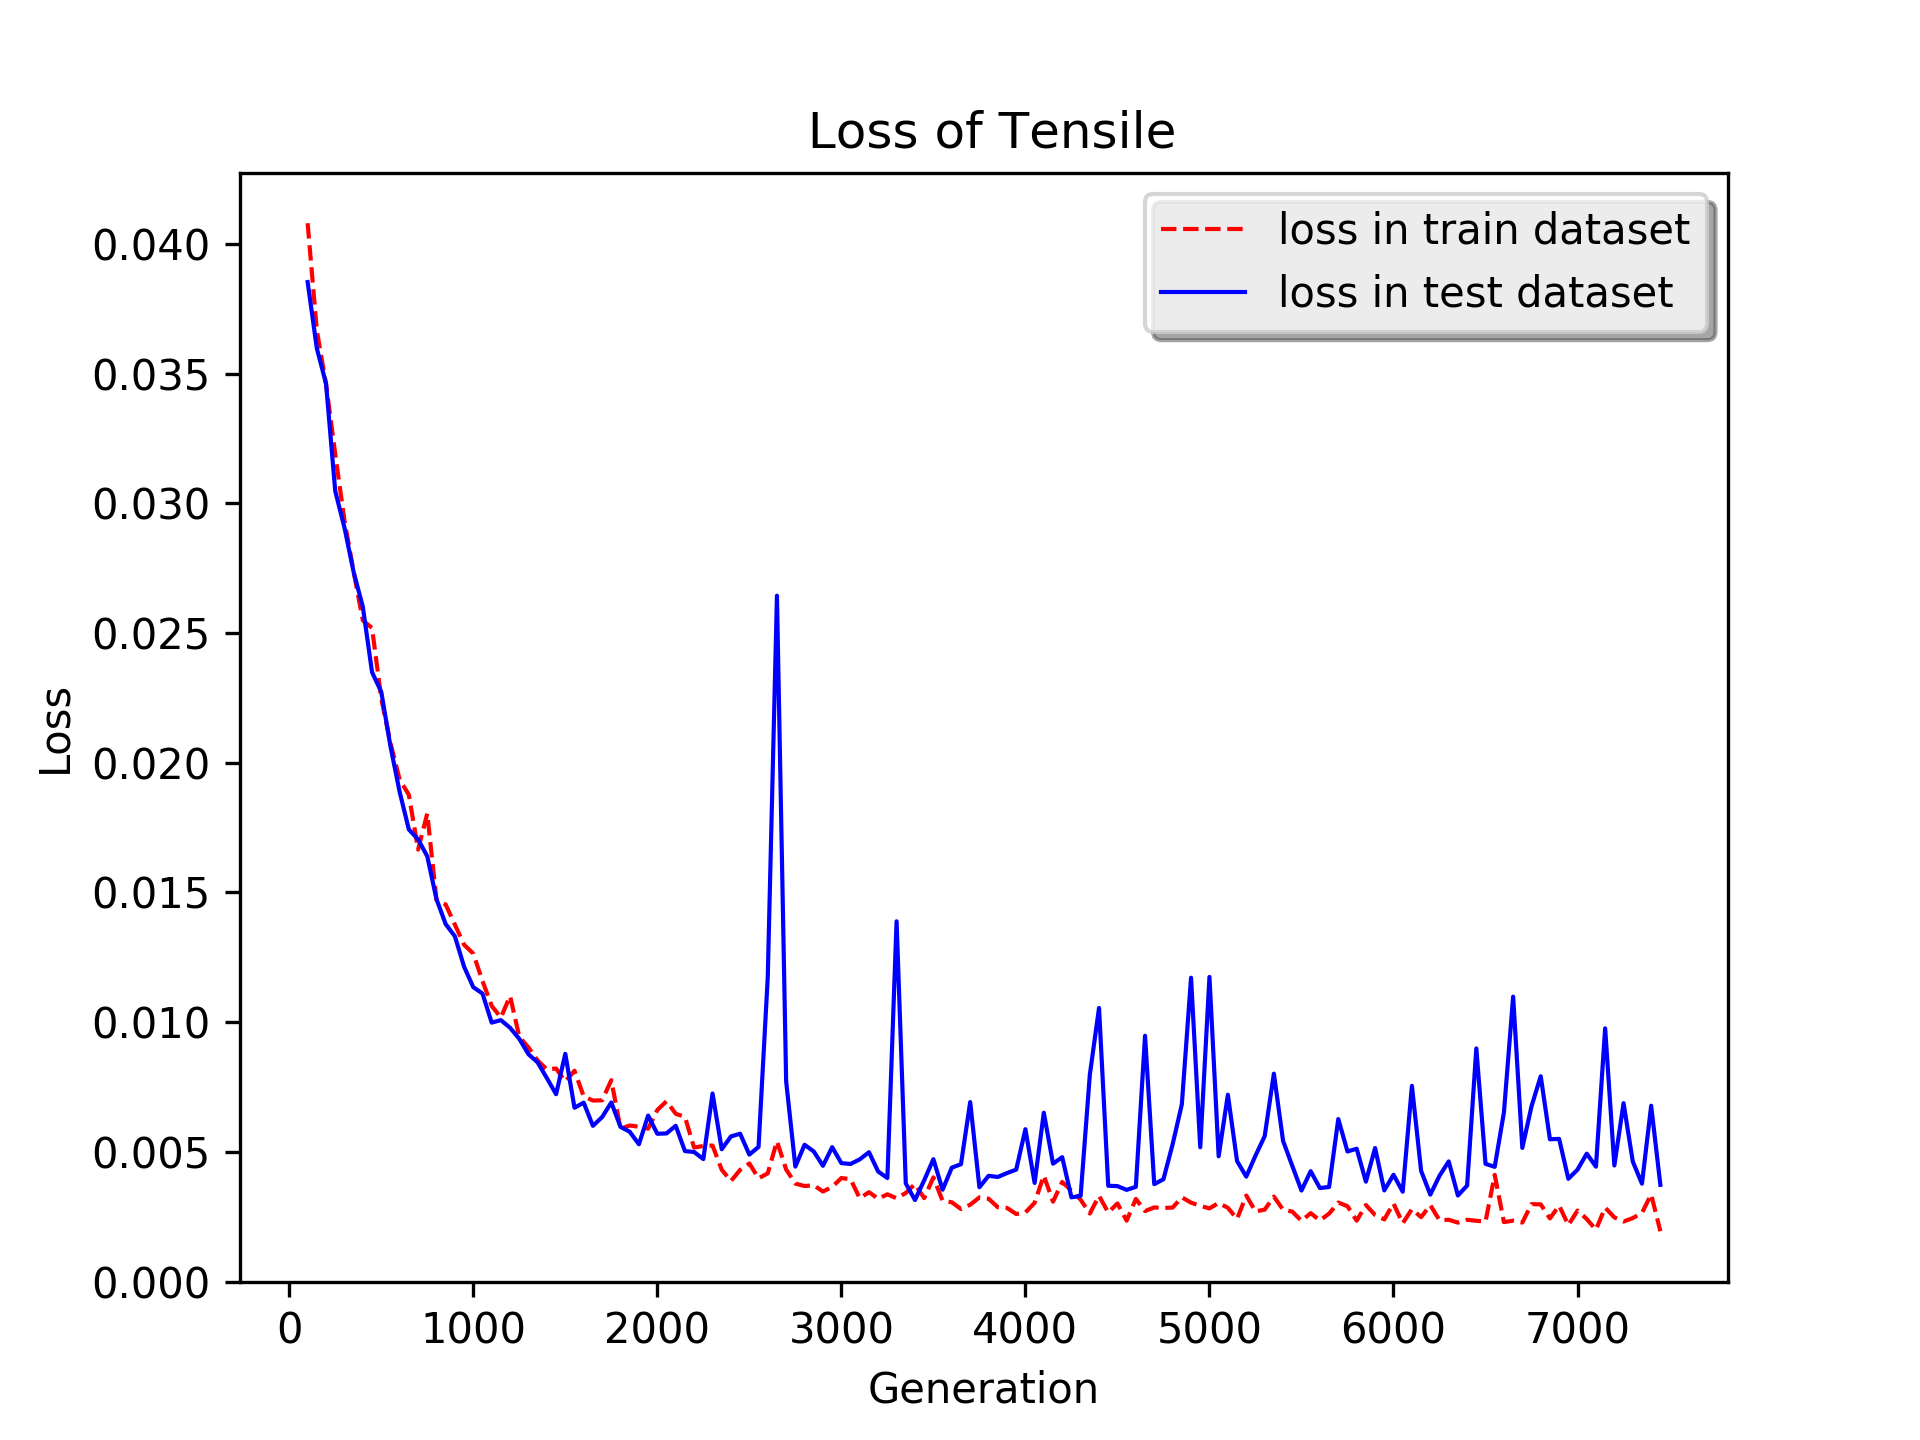 Loss of Tensile
loss in train dataset
loss in test dataset
0.040
0.035
0.030
0.025
0.020
0.015
0.010
0.005
0.000
Loss
0 1000 2000 3000 4000 5000 6000 7000
Generation